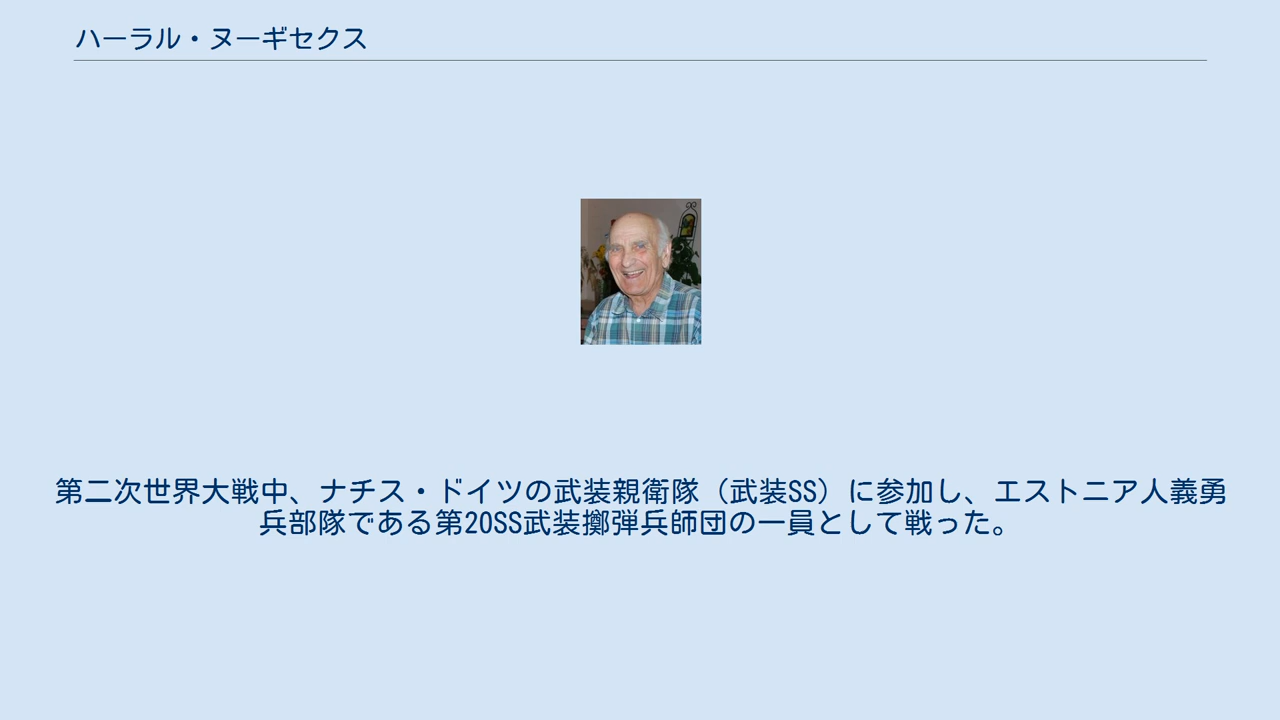 ハーラル・ヌーギセクス
第二次世界大戦中、ナチス・ドイツの武装親衛隊（武装SS）に参加し、エストニア人義勇
兵部隊である第20SS武装擲弾兵師団の一員として戦った。